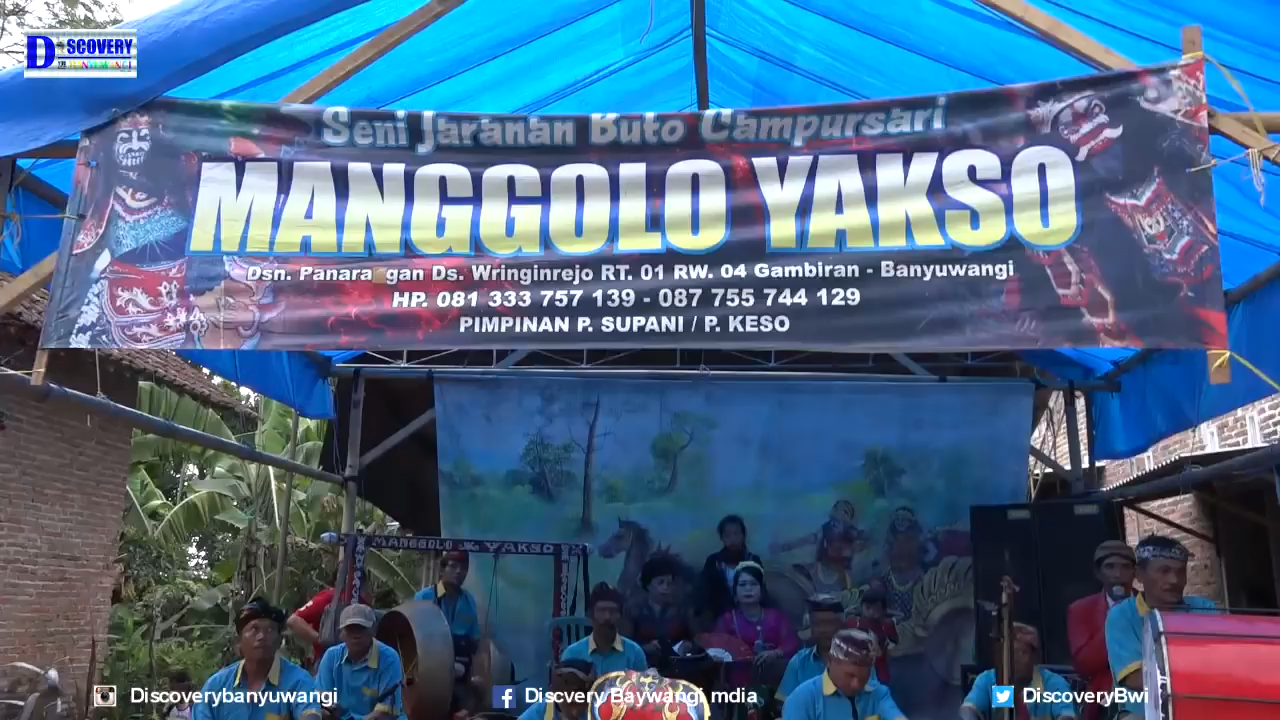 DISCOVERY
BANYUWANGI
Seni Jaranan Buto Campursari
MANGGOLO YAKSO
Dsn. Panara gan Ds. Wringinrejo RT. 01 RW. 04 Gambiran - Banyuwangi
HP. 081 333 757 139 - 087 755 744 129
PIMPINAN P. SUPANI / P. KESO
MANGGOLO YAKSO
Discoverybanyuwangi
Discvery Baywangi mdia
DiscoveryBwi